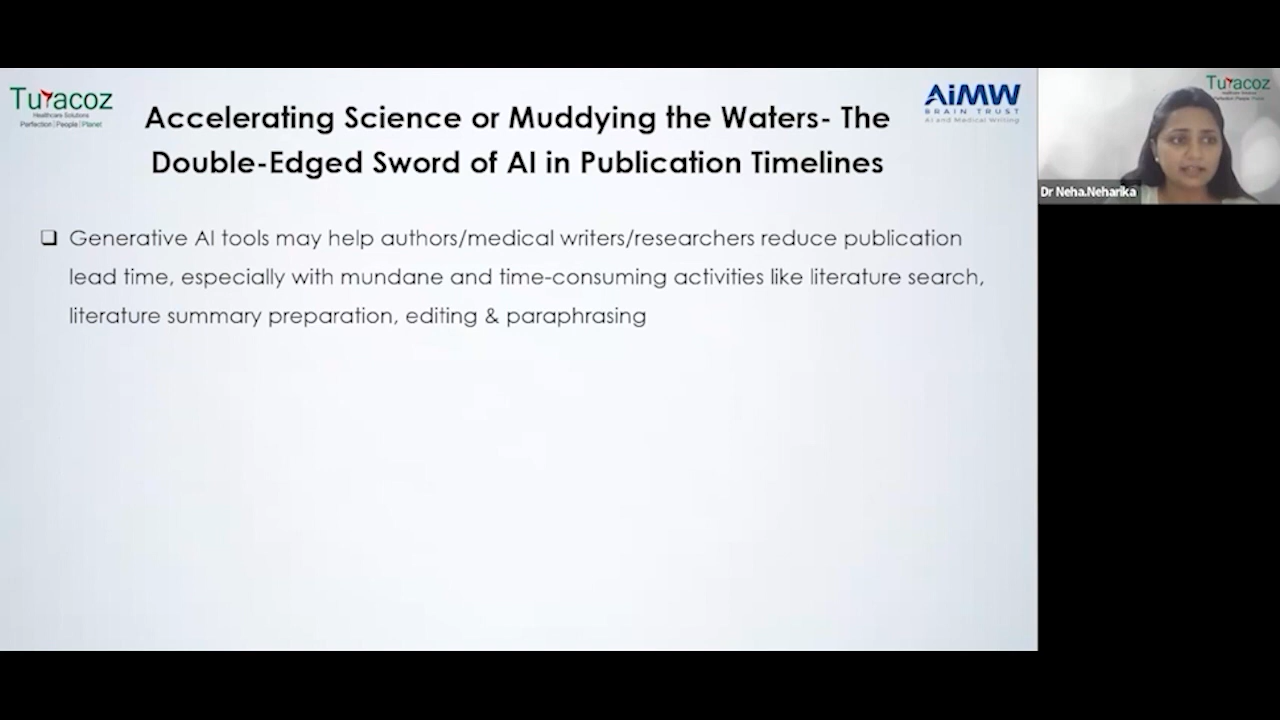 Turacoz
Healthcare Solutions
Perfection | People | Planet
Accelerating Science or Muddying the Waters- The
Double-Edged Sword of AI in Publication Timelines
AiMW
BRAIN TRUST
AI and Medical Writing
❑ Generative AI tools may help authors/medical writers/researchers reduce publication
lead time, especially with mundane and time-consuming activities like literature search,
literature summary preparation, editing & paraphrasing
Turacoz
Dr Neha.Neharika